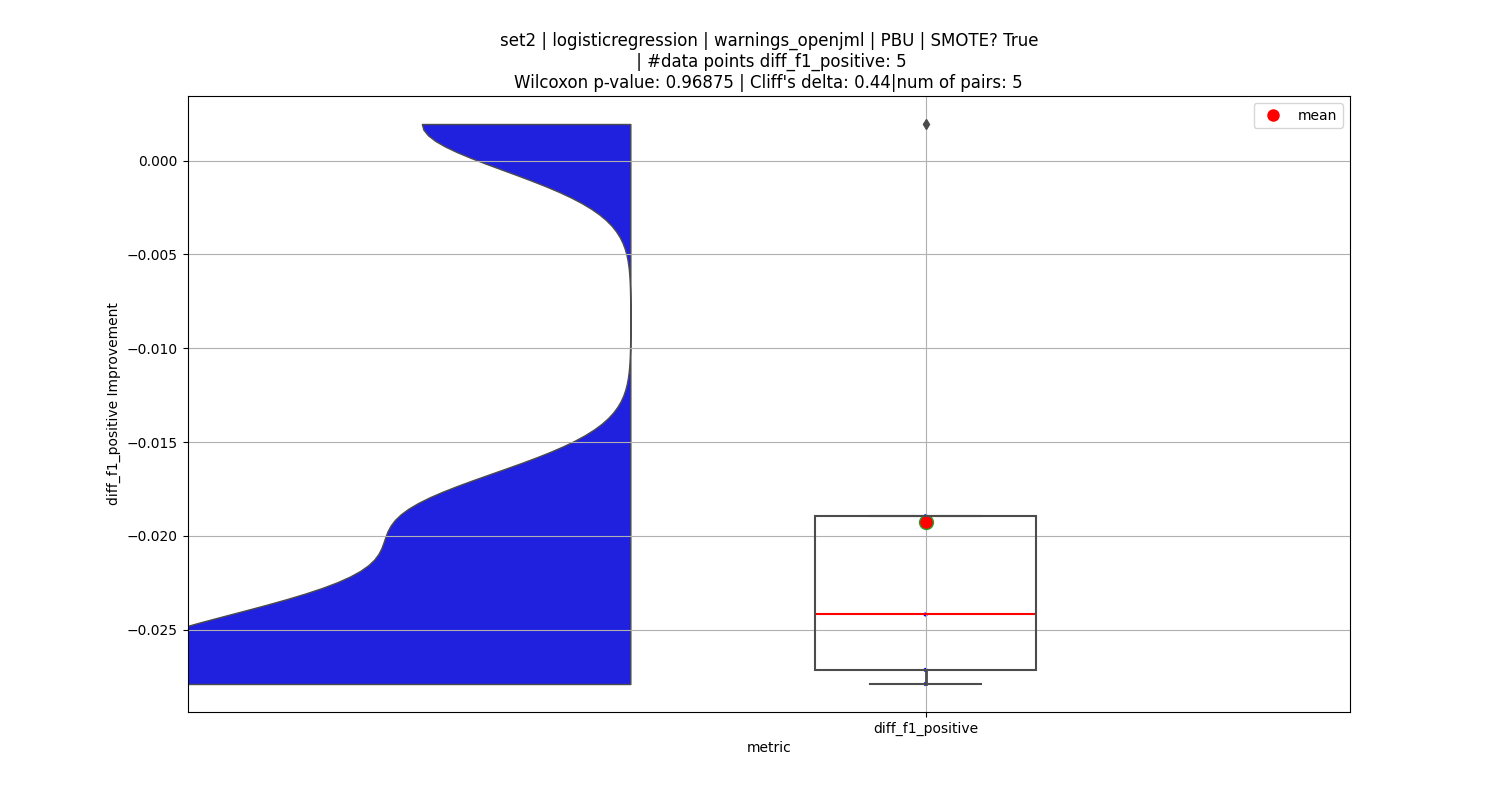 set2 | logisticregression | warnings_openjml | PBU | SMOTE? True
| #data points diff_f1_positive: 5
Wilcoxon p-value: 0.96875 | Cliff's delta: 0.44|num of pairs: 5
mean
0.000
−0.005
−0.010
−0.015
−0.020
−0.025
diff_f1_positive Improvement
diff_f1_positive
metric